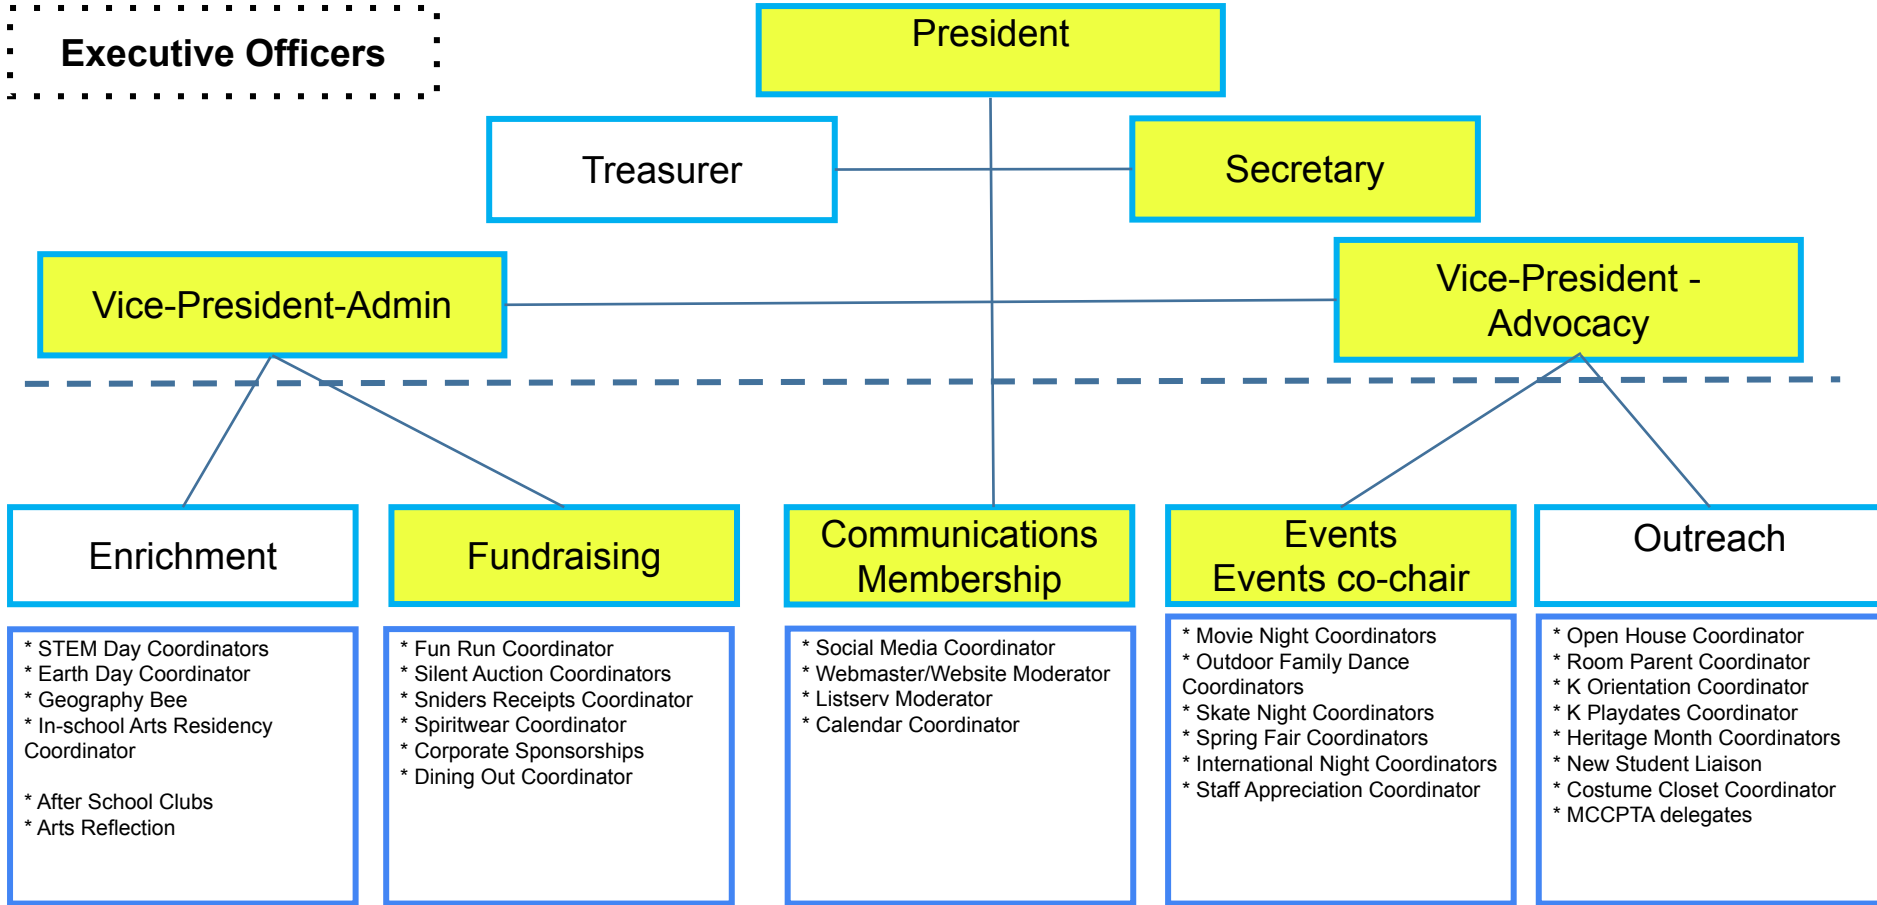 Executive Officers
President
Treasurer
Secretary
Vice-President-Admin
Vice-President -
Advocacy
Enrichment
Fundraising
Communications
Membership
Events
Events co-chair
Outreach
* STEM Day Coordinators
* Earth Day Coordinator
* Geography Bee
* In-school Arts Residency
Coordinator
* After School Clubs
* Arts Reflection
* Fun Run Coordinator
* Silent Auction Coordinators
* Sniders Receipts Coordinator
* Spiritwear Coordinator
* Corporate Sponsorships
* Dining Out Coordinator
* Social Media Coordinator
* Webmaster/Website Moderator
* Listserv Moderator
* Calendar Coordinator
* Movie Night Coordinators
* Outdoor Family Dance
Coordinators
* Skate Night Coordinators
* Spring Fair Coordinators
* International Night Coordinators
* Staff Appreciation Coordinator
* Open House Coordinator
* Room Parent Coordinator
* K Orientation Coordinator
* K Playdates Coordinator
* Heritage Month Coordinators
* New Student Liaison
* Costume Closet Coordinator
* MCCPTA delegates